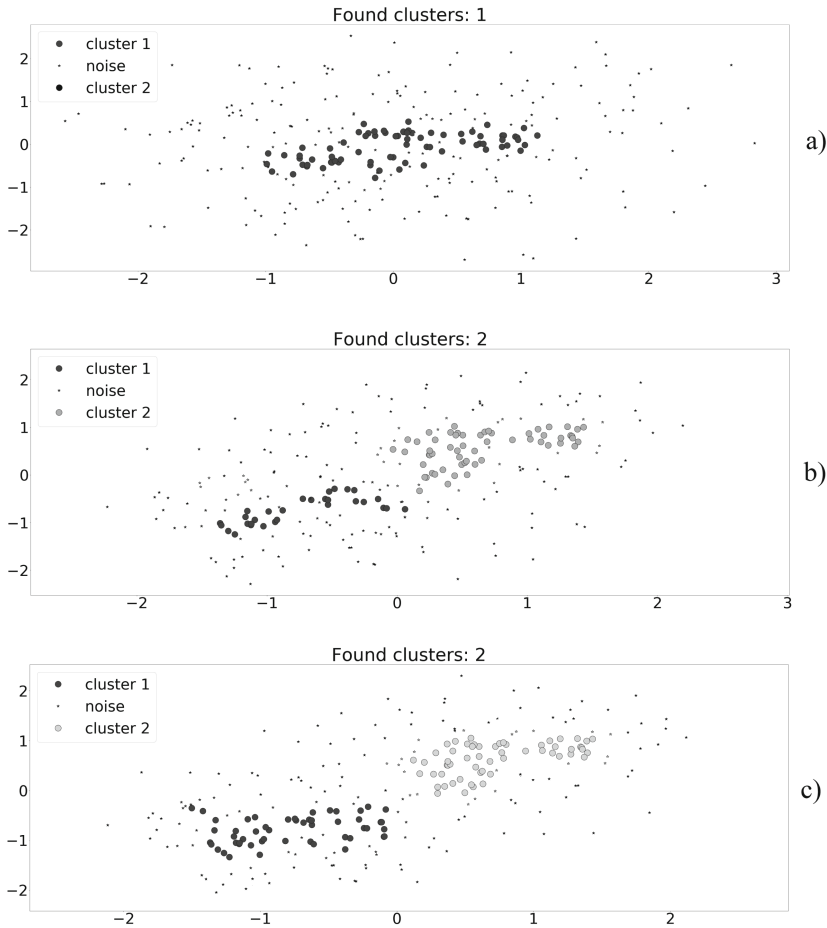 Found clusters: 1
cluster 1
noise
cluster 2
2
1
0
−1
−2
−2 −1 0 1 2 3
a)
Found clusters: 2
cluster 1
noise
cluster 2
2
1
0
−1
−2
−2 −1 0 1 2 3
b)
Found clusters: 2
cluster 1
noise
cluster 2
2
1
0
−1
−2
−2 −1 0 1 2
c)